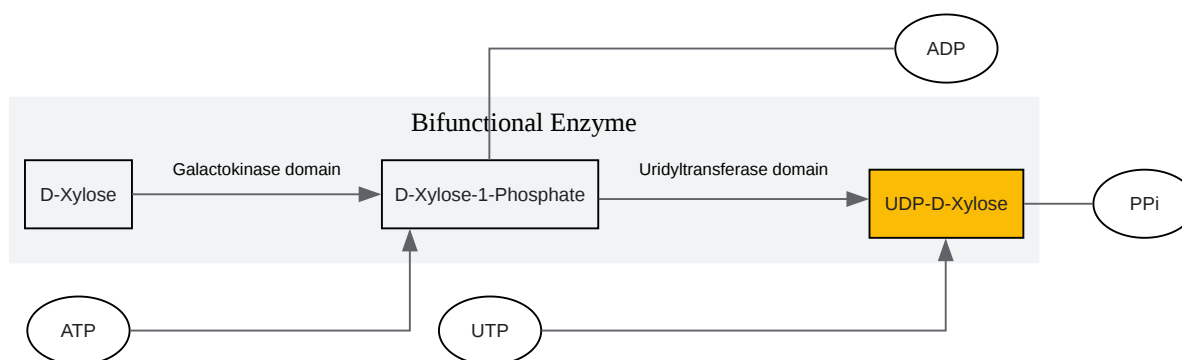 ADP
Bifunctional Enzyme
Galactokinase domain
Uridyltransferase domain
D-Xylose
D-Xylose-1-Phosphate
UDP-D-Xylose
PPi
ATP
UTP